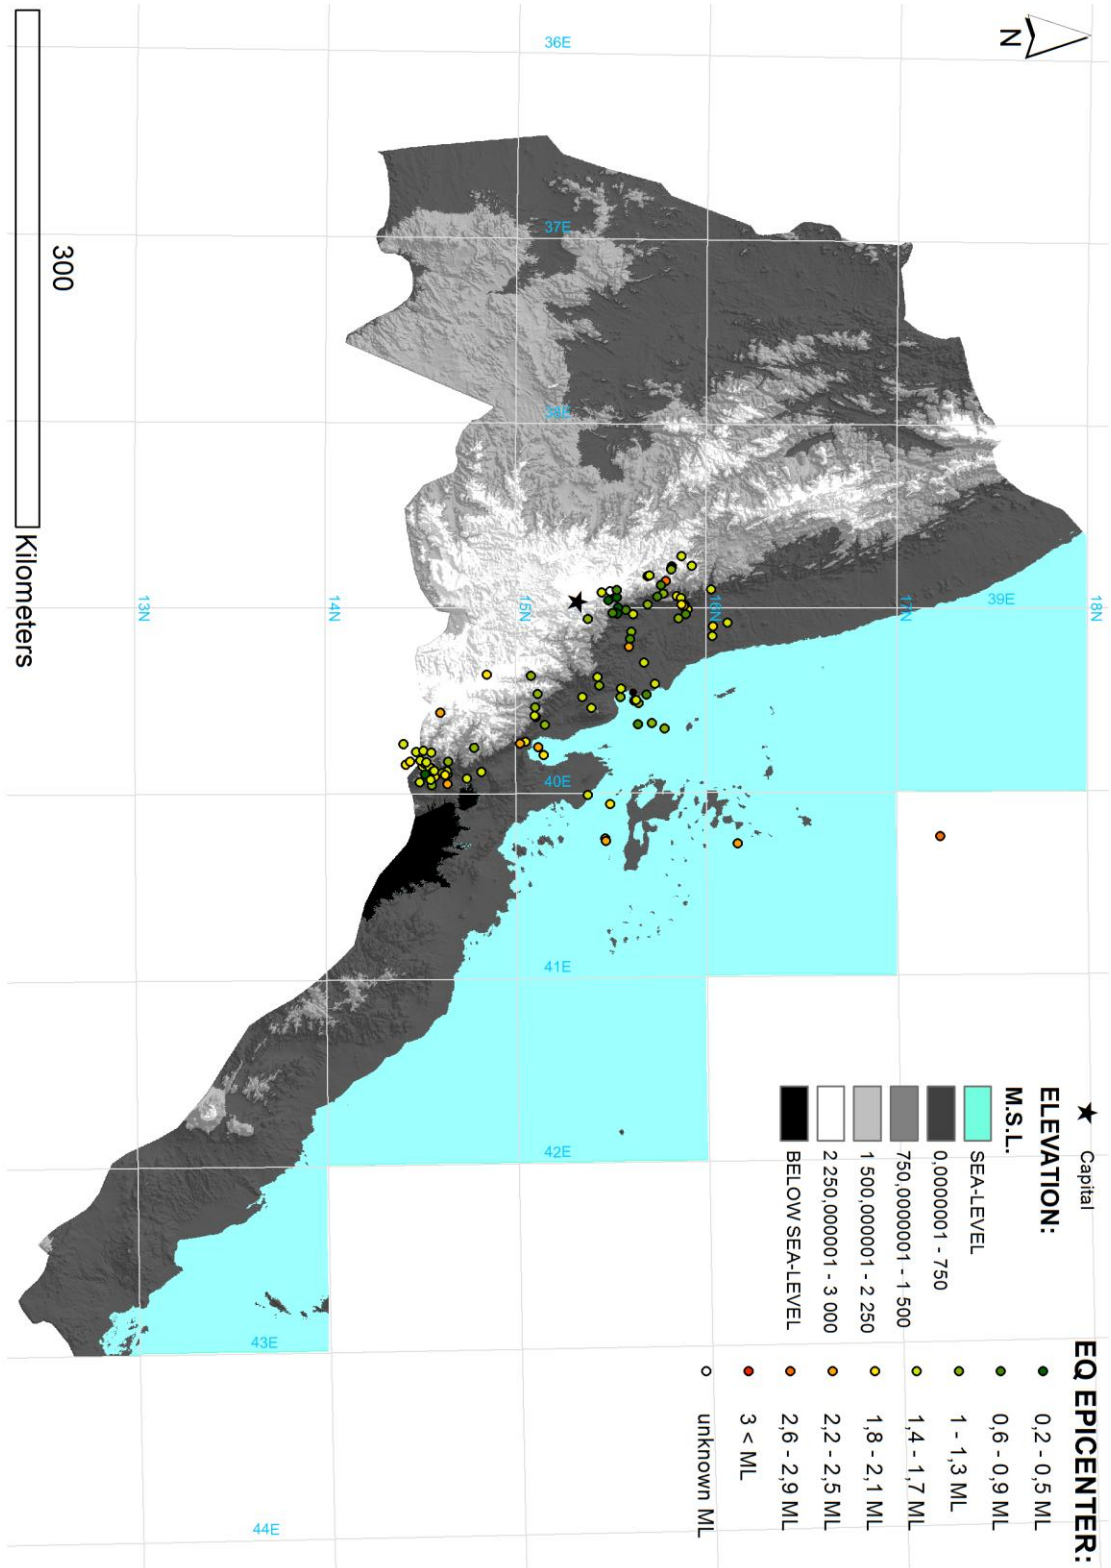 N
36E
37E
38E
39E
40E
41E
42E
43E
44E
18N
17N
16N
15N
14N
13N
300
Kilometers
Capital
ELEVATION:
M.S.L.
SEA-LEVEL
0,0000001 - 750
750,0000001 - 1 500
1 500,000001 - 2 250
2 250,000001 - 3 000
BELOW SEA-LEVEL
EQ EPICENTER:
0,2 - 0,5 ML
0,6 - 0,9 ML
1 - 1,3 ML
1,4 - 1,7 ML
1,8 - 2,1 ML
2,2 - 2,5 ML
2,6 - 2,9 ML
3 < ML
unknown ML